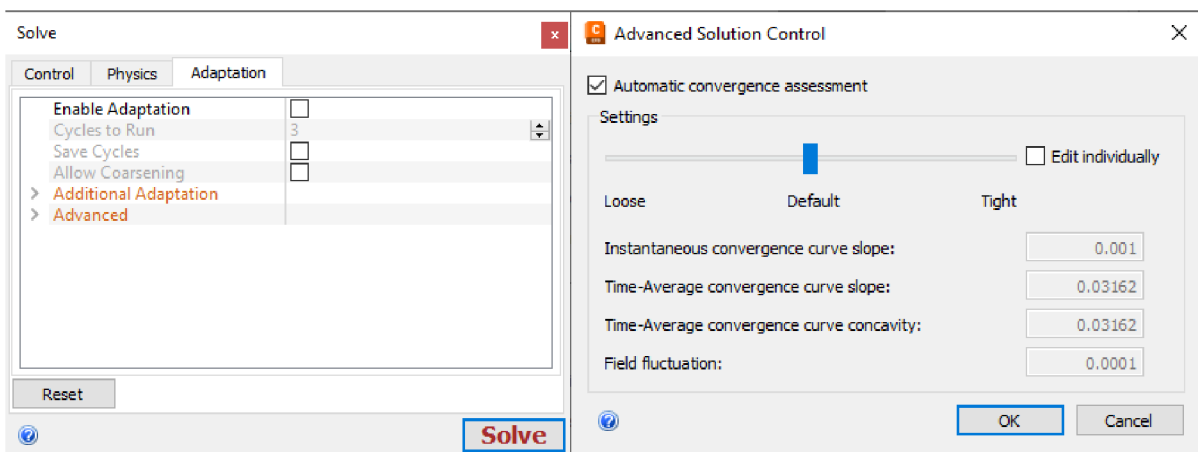 Solve
x
Control Physics Adaptation
Enable Adaptation
Cycles to Run 3
Save Cycles
Allow Coarsening
> Additional Adaptation
> Advanced
Reset
?
Solve
C
CFD
Advanced Solution Control
Automatic convergence assessment
Settings
Edit individually
Loose Default Tight
Instantaneous convergence curve slope: 0.001
Time-Average convergence curve slope: 0.03162
Time-Average convergence curve concavity: 0.03162
Field fluctuation: 0.0001
?
OK Cancel